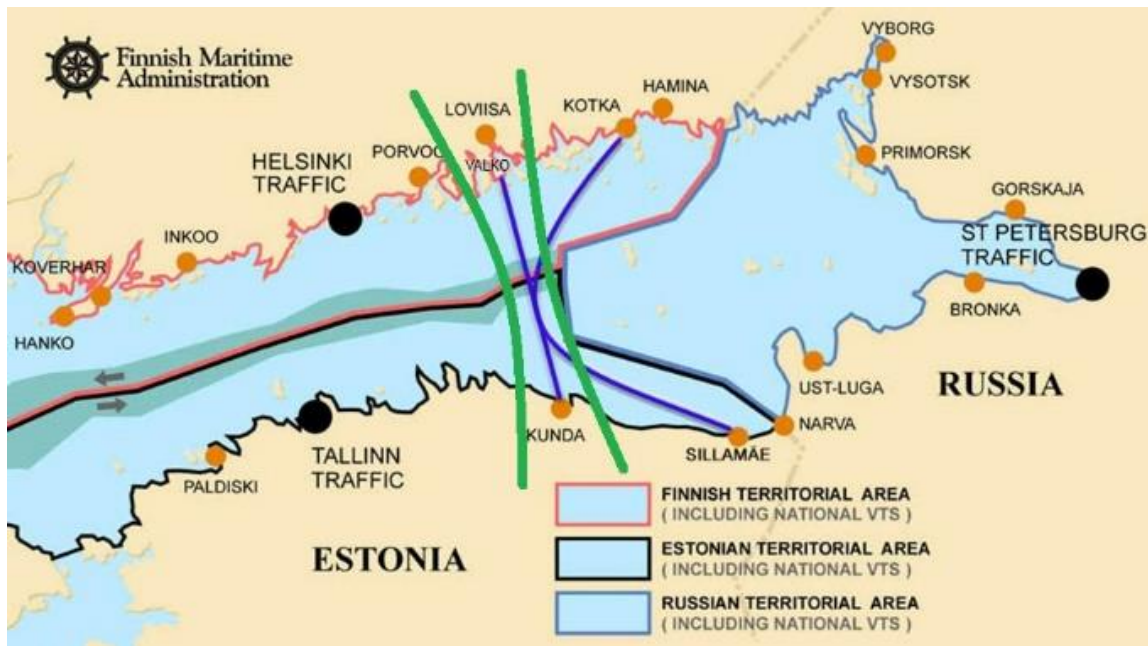 Finnish Maritime
Administration
VYBORG
VYSOTSK
HAMINA
KOTKA
LOVIISA
VALKO
PORVOO
HELSINKI
TRAFFIC
PRIMORSK
GORSKAJA
ST PETERSBURG
TRAFFIC
INKOO
KOVERHAR
HANKO
BRONKA
UST-LUGA
RUSSIA
NARVA
KUNDA
SILLAMÄE
PALDISKI
TALLINN
TRAFFIC
ESTONIA
FINNISH TERRITORIAL AREA
( INCLUDING NATIONAL VTS )
ESTONIAN TERRITORIAL AREA
( INCLUDING NATIONAL VTS )
RUSSIAN TERRITORIAL AREA
( INCLUDING NATIONAL VTS )